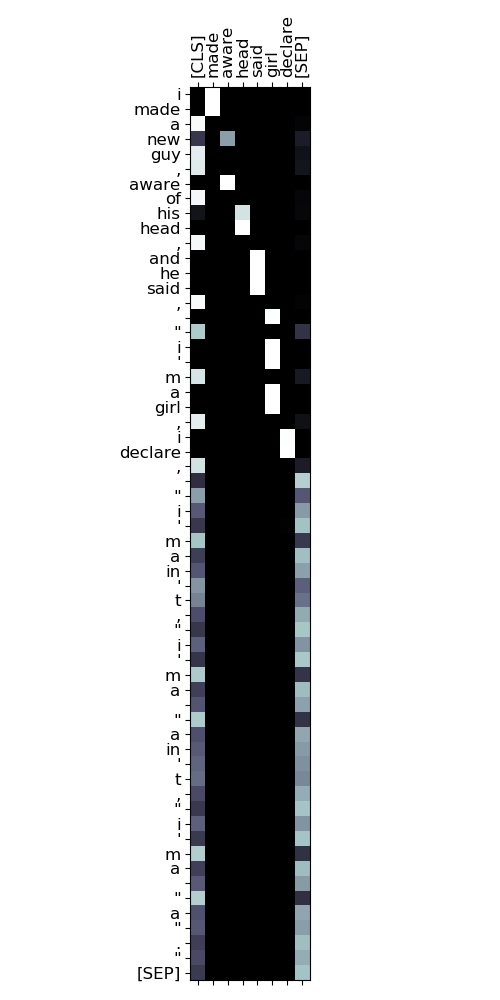 [CLS]
made
aware
head
said
girl
declare
[SEP]
i
made
a
new
guy
,
aware
of
his
head
,
and
he
said
,
"
i
'
m
a
girl
,
i
declare
,
"
i
'
m
a
in
'
t
,
"
i
'
m
a
"
a
in
'
t
,
"
i
'
m
a
"
a
"
.
"
[SEP]